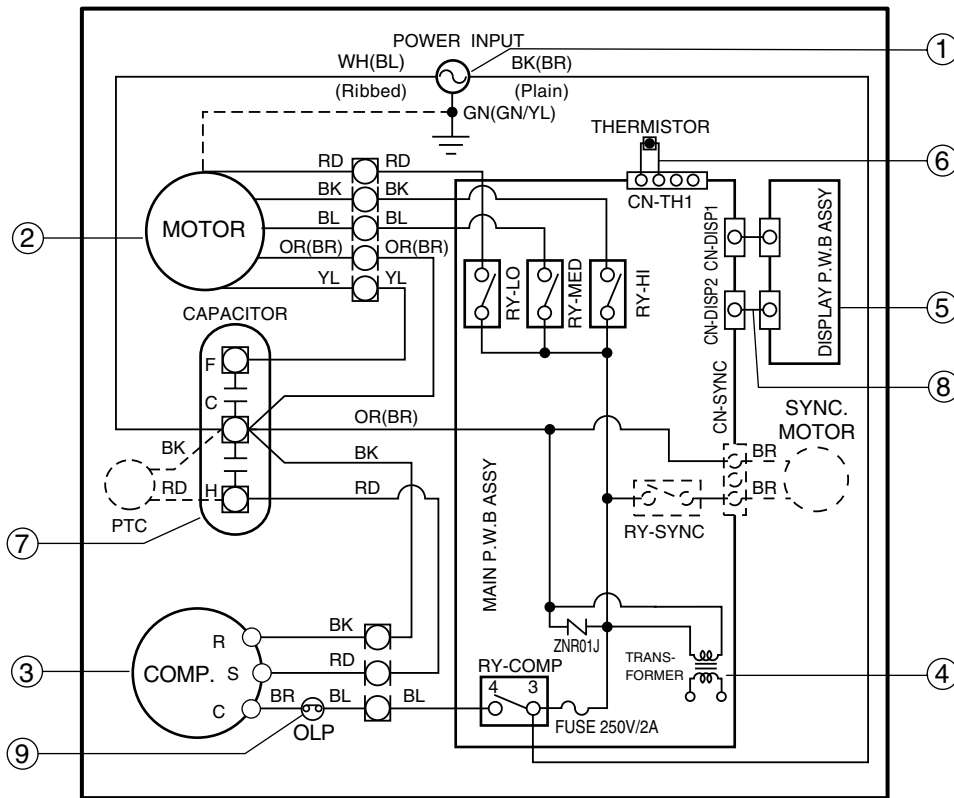 POWER INPUT
WH(BL)
BK(BR)
(Ribbed)
(Plain)
GN(GN/YL)
1
THERMISTOR
6
CN-TH1
RD
RD
BK
BK
BL
BL
OR(BR)
OR(BR)
YL
YL
MOTOR
2
RY-LO
RY-MED
RY-HI
CN-DISP1
CN-DISP2
DISPLAY P.W.B ASSY
5
8
CAPACITOR
F
C
H
OR(BR)
BK
BK
RD
RD
PTC
7
CN-SYNC
SYNC.
MOTOR
BR
BR
RY-SYNC
MAIN P.W.B ASSY
ZNR01J
TRANS-
FORMER
4
3
COMP.
R
S
C
BK
RD
BR
BL
BL
OLP
9
RY-COMP
4
3
FUSE 250V/2A